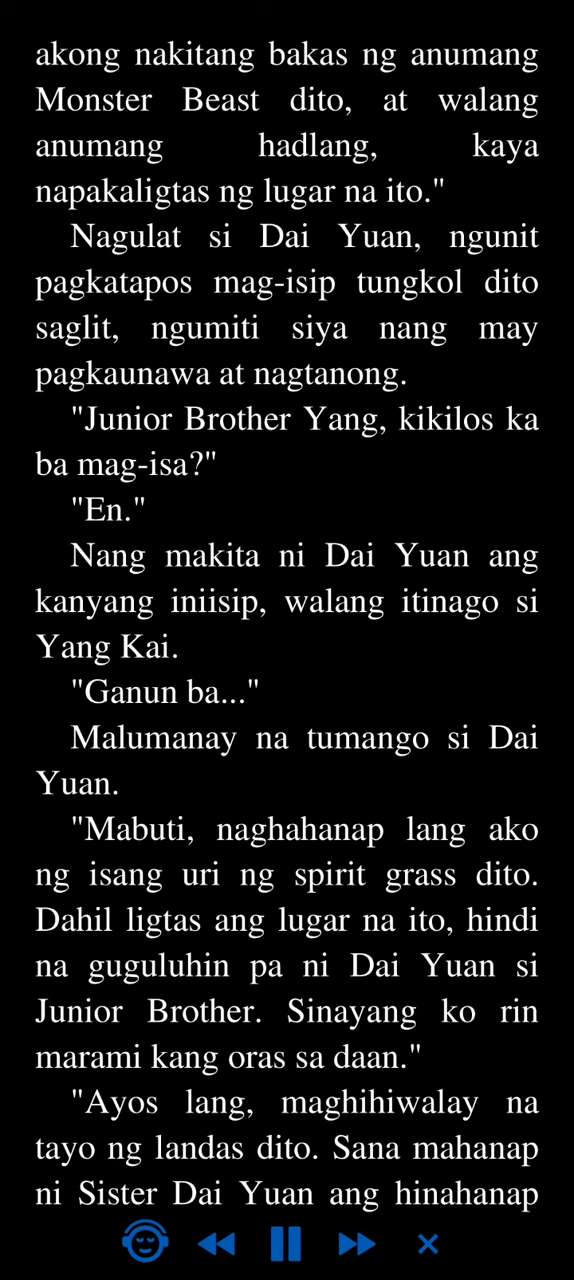 akong nakitang bakas ng anumang
Monster Beast dito, at walang
anumang hadlang, kaya
napakaligtas ng lugar na ito."
Nagulat si Dai Yuan, ngunit
pagkatapos mag-isip tungkol dito
saglit, ngumiti siya nang may
pagkaunawa at nagtanong.
"Junior Brother Yang, kikilos ka
ba mag-isa?"
"En."
Nang makita ni Dai Yuan ang
kanyang iniisip, walang itinago si
Yang Kai.
"Ganun ba..."
Malumanay na tumango si Dai
Yuan.
"Mabuti, naghahanap lang ako
ng isang uri ng spirit grass dito.
Dahil ligtas ang lugar na ito, hindi
na guguluhin pa ni Dai Yuan si
Junior Brother. Sinayang ko rin
marami kang oras sa daan."
"Ayos lang, maghihiwalay na
tayo ng landas dito. Sana mahanap
ni Sister Dai Yuan ang hinahanap